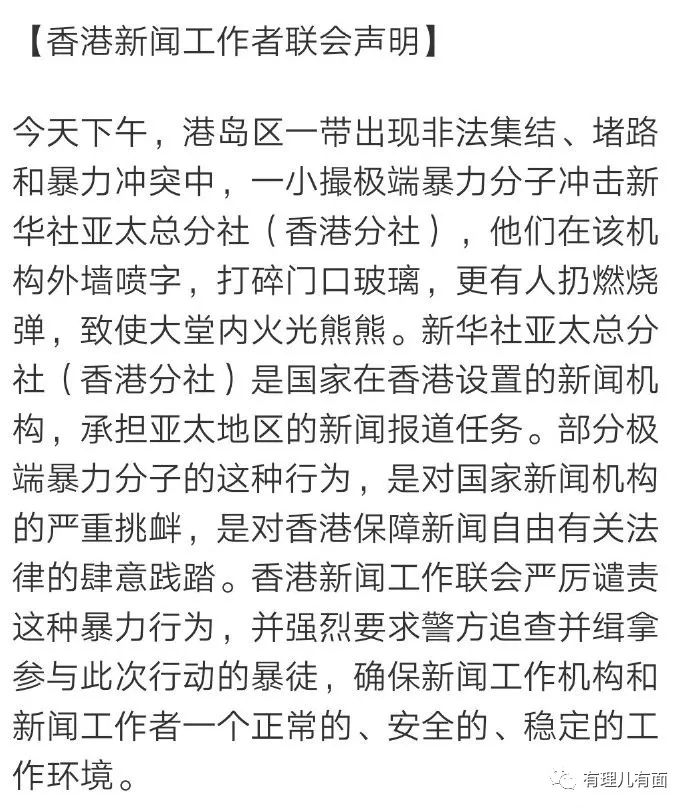 【香港新闻工作者联会声明】
今天下午，港岛区一带出现非法集结、堵路
和暴力冲突中，一小撮极端暴力分子冲击新
华社亚太总分社（香港分社），他们在该机
构外墙喷字，打碎门口玻璃，更有人扔燃烧
弹，致使大堂内火光熊熊。新华社亚太总分
社（香港分社）是国家在香港设置的新闻机
构，承担亚太地区的新闻报道任务。部分极
端暴力分子的这种行为，是对国家新闻机构
的严重挑衅，是对香港保障新闻自由有关法
律的肆意践踏。香港新闻工作联会严厉谴责
这种暴力行为，并强烈要求警方追查并缉拿
参与此次行动的暴徒，确保新闻工作机构和
新闻工作者一个正常的、安全的、稳定的工
作环境。
有理儿有面